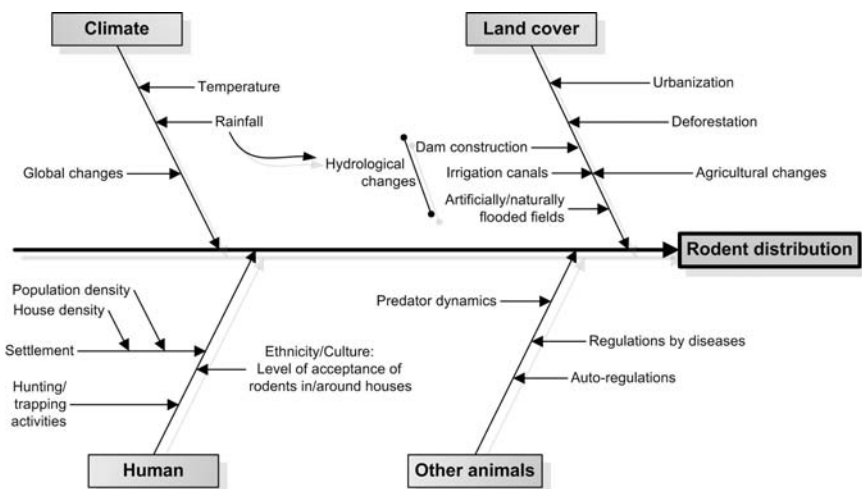 Climate
Land cover
Temperature
Rainfall
Global changes
Hydrological
changes
Urbanization
Deforestation
Dam construction
Irrigation canals
Agricultural changes
Artificially/naturally
flooded fields
Rodent distribution
Population density
House density
Settlement
Hunting/
trapping
activities
Ethnicity/Culture:
Level of acceptance of
rodents in/around houses
Predator dynamics
Regulations by diseases
Auto-regulations
Human
Other animals